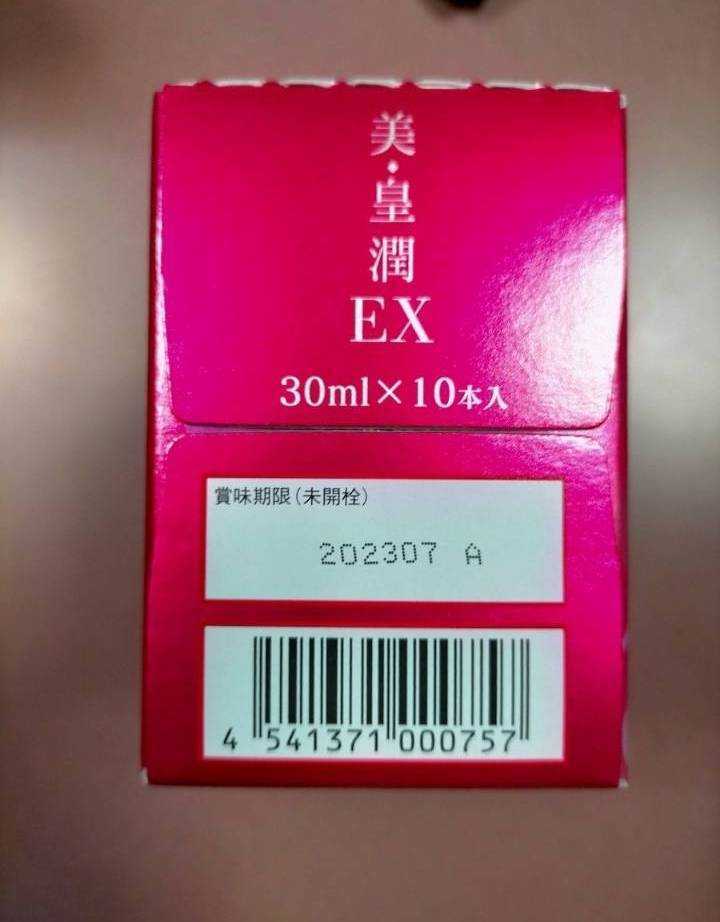 美・皇潤
EX
30ml×10本入
賞味期限(未開栓)
202307 A
4 541371 000757